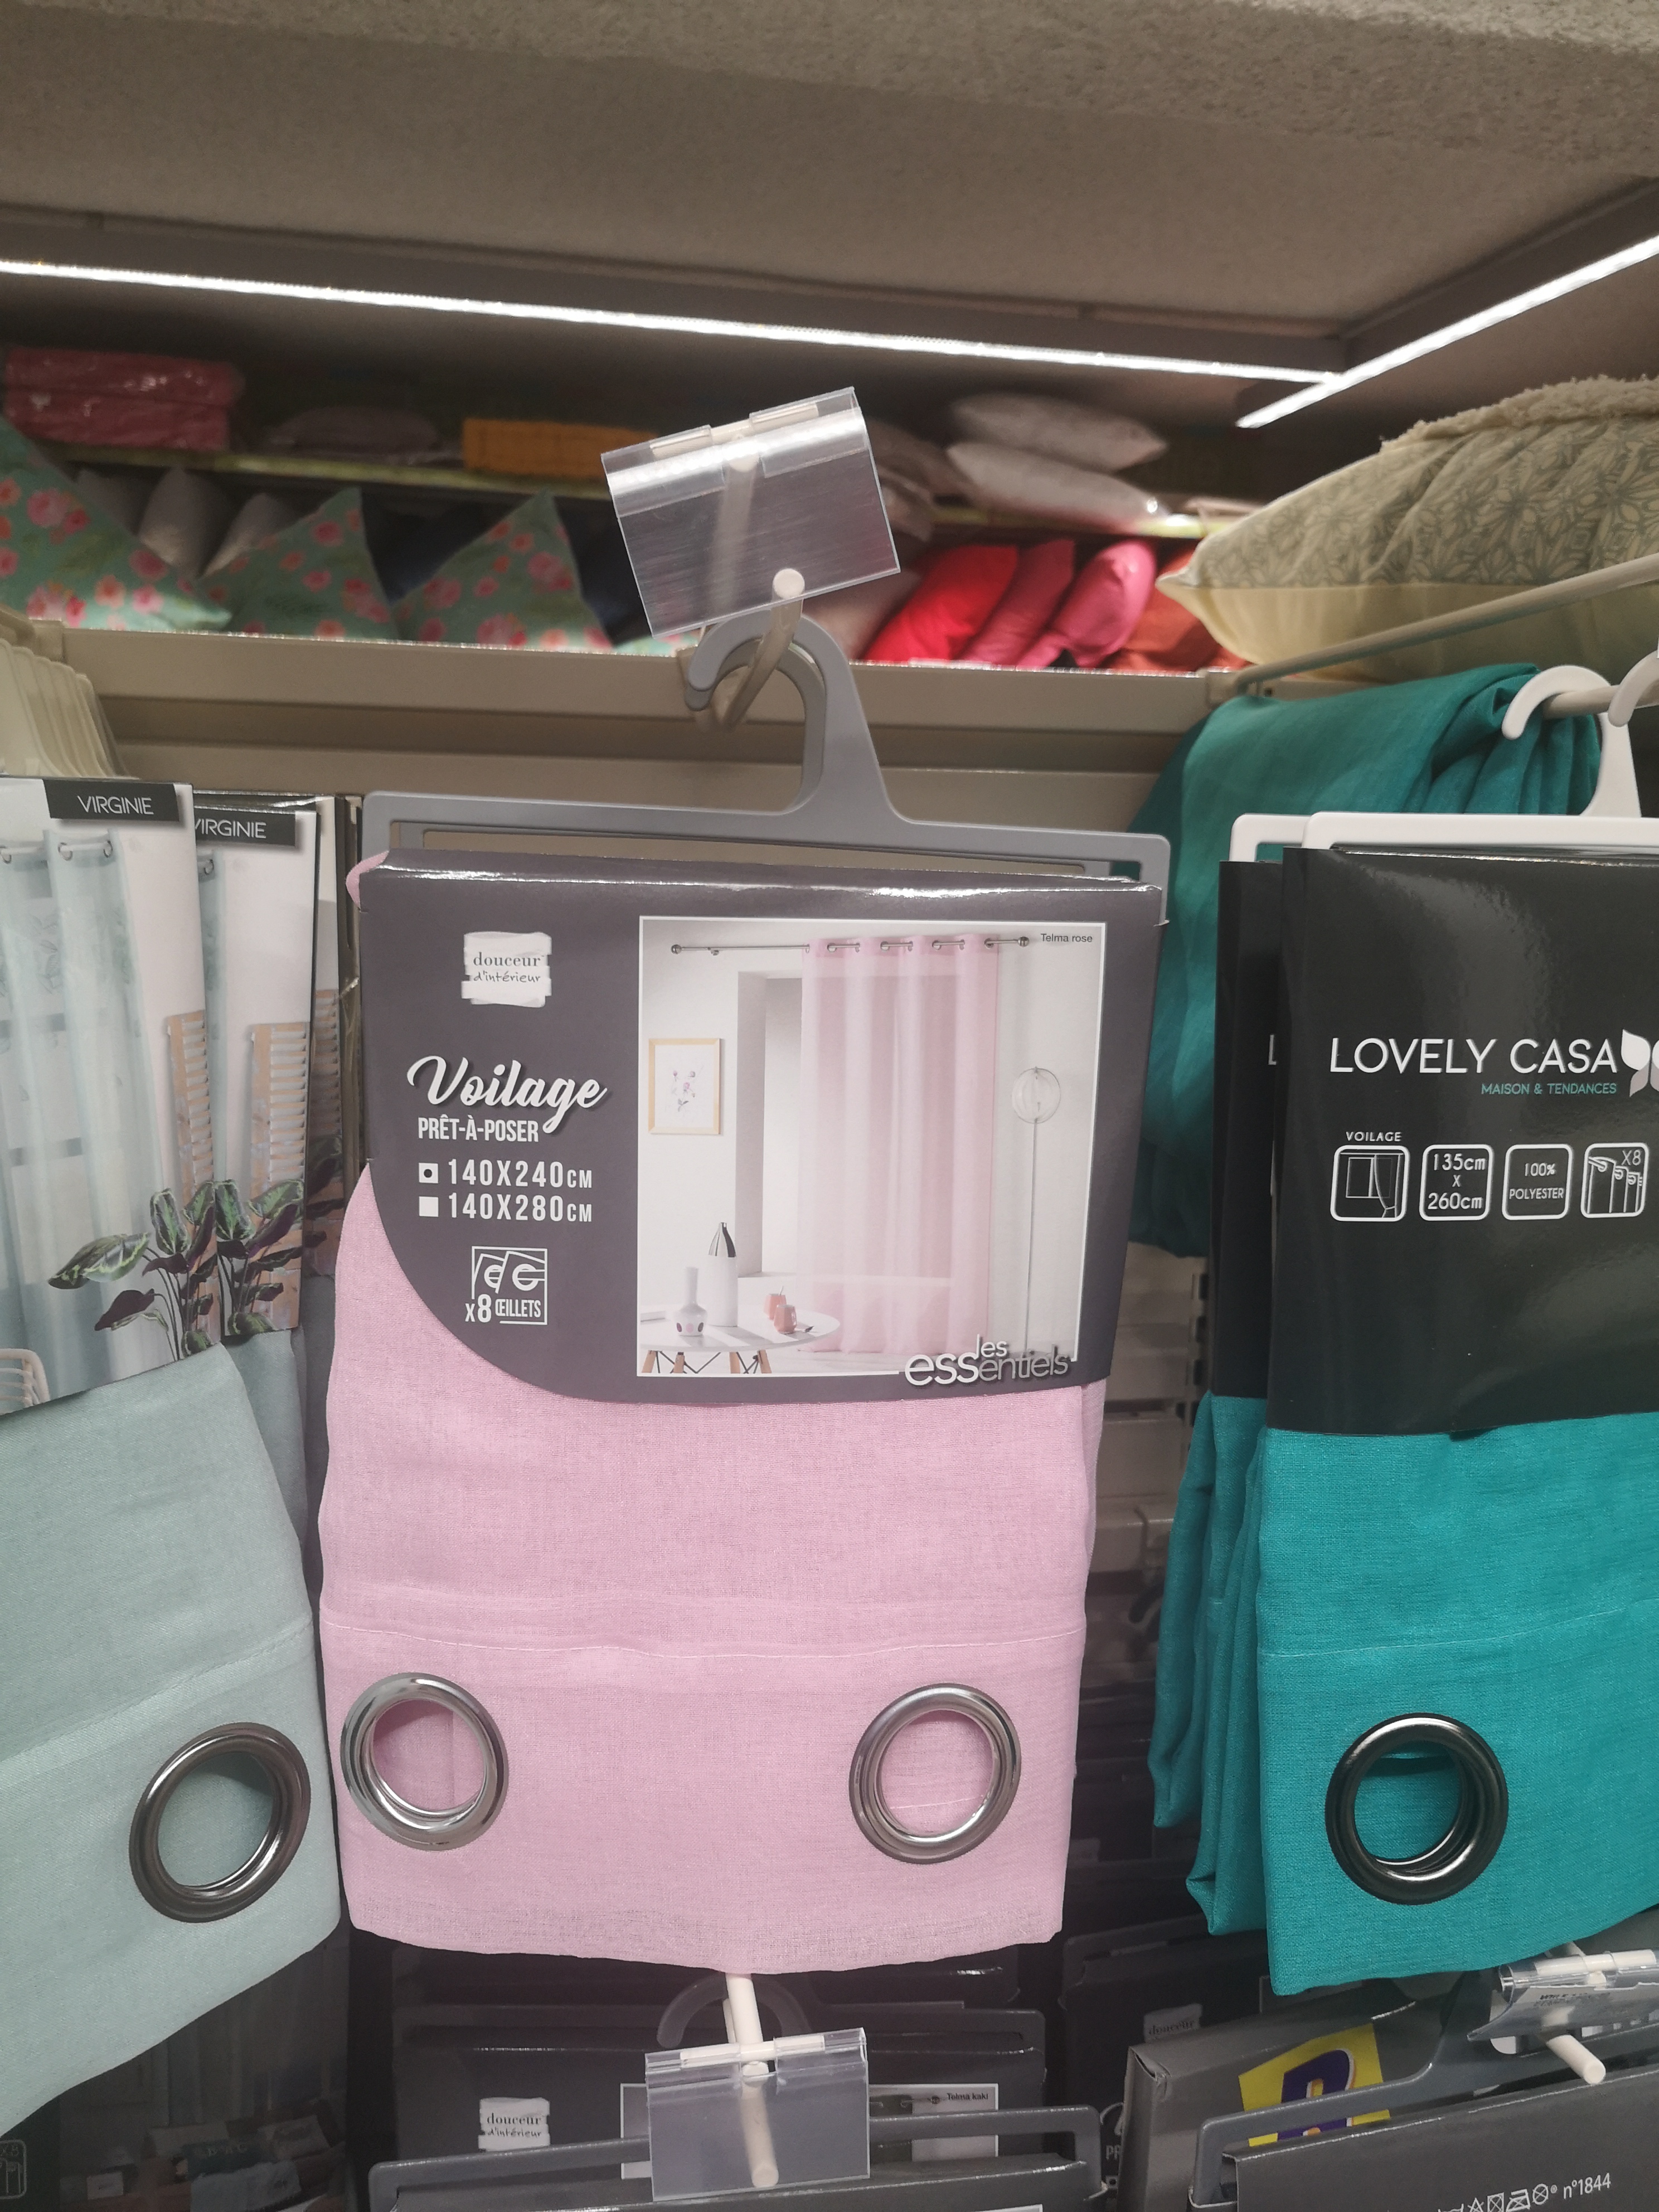 VIRGINIE
VIRGINIE
douceur
d'intérieur
Voilage
PRÊT-À-POSER
140X240CM
140X280CM
X8 ŒILLETS
Telma rose
les
essentiels
LOVELY CASA
MAISON & TENDANCES
VOILAGE
135cm
X
260cm
100%
POLYESTER
X8
douceur
d'intérieur
Telma kaki
douceur
n°1844